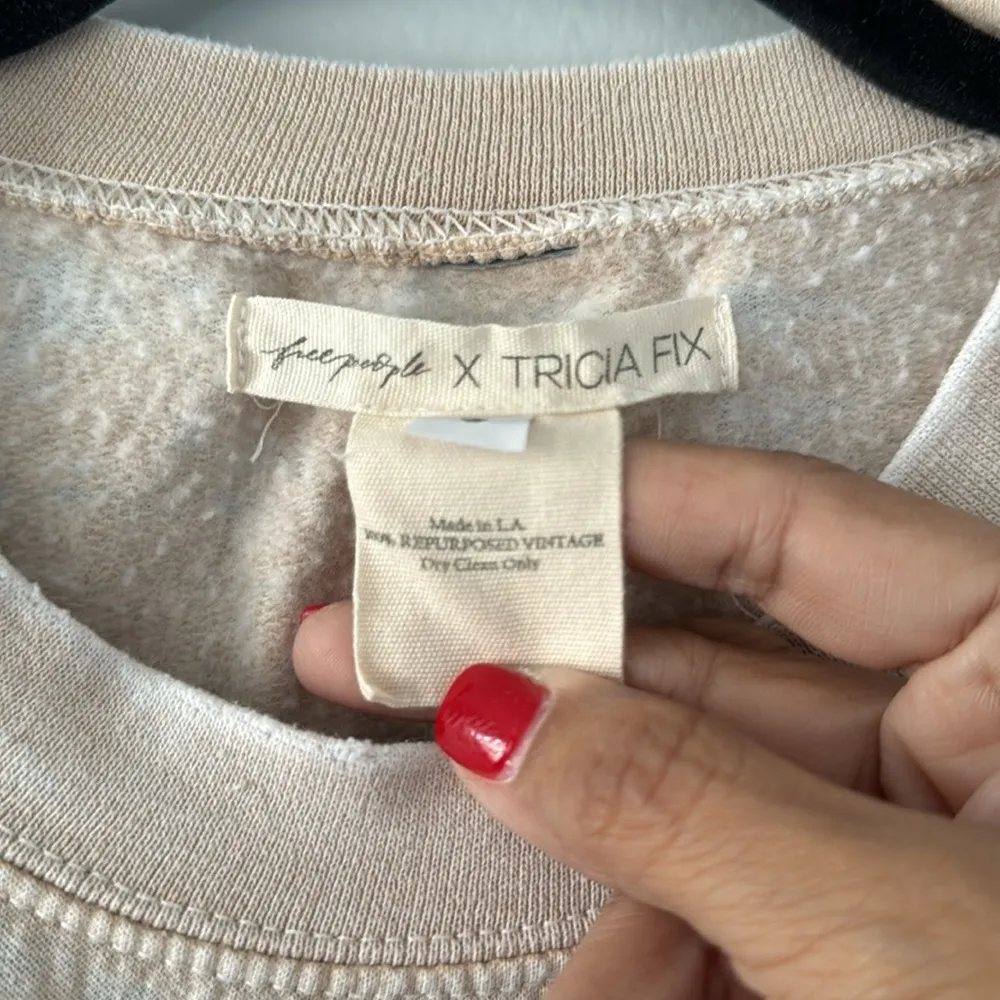 free people X TRICIA FIX
Made in L.A.
100% REPURPOSED VINTAGE
Dry Clean Only